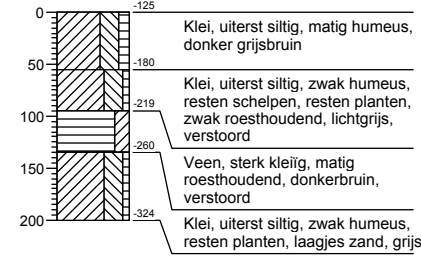 0
50
100
150
200
-125
Klei, uiterst siltig, matig humeus,
donker grijsbruin
-180
Klei, uiterst siltig, zwak humeus,
resten schelpen, resten planten,
zwak roesthoudend, lichtgrijs,
verstoord
-219
-260
Veen, sterk kleiïg, matig
roesthoudend, donkerbruin,
verstoord
-324
Klei, uiterst siltig, zwak humeus,
resten planten, laagjes zand, grijs